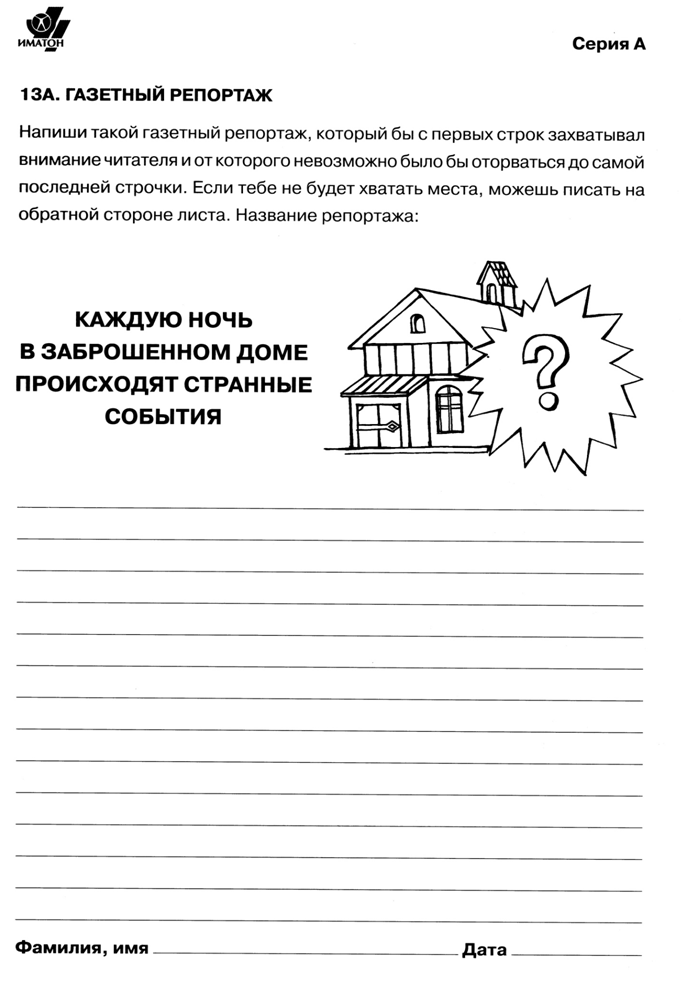 ИМАТОН
Серия А
13А. ГАЗЕТНЫЙ РЕПОРТАЖ
Напиши такой газетный репортаж, который бы с первых строк захватывал
внимание читателя и от которого невозможно было бы оторваться до самой
последней строчки. Если тебе не будет хватать места, можешь писать на
обратной стороне листа. Название репортажа:
КАЖДУЮ НОЧЬ
В ЗАБРОШЕННОМ ДОМЕ
ПРОИСХОДЯТ СТРАННЫЕ
СОБЫТИЯ
?
Фамилия, имя
Дата